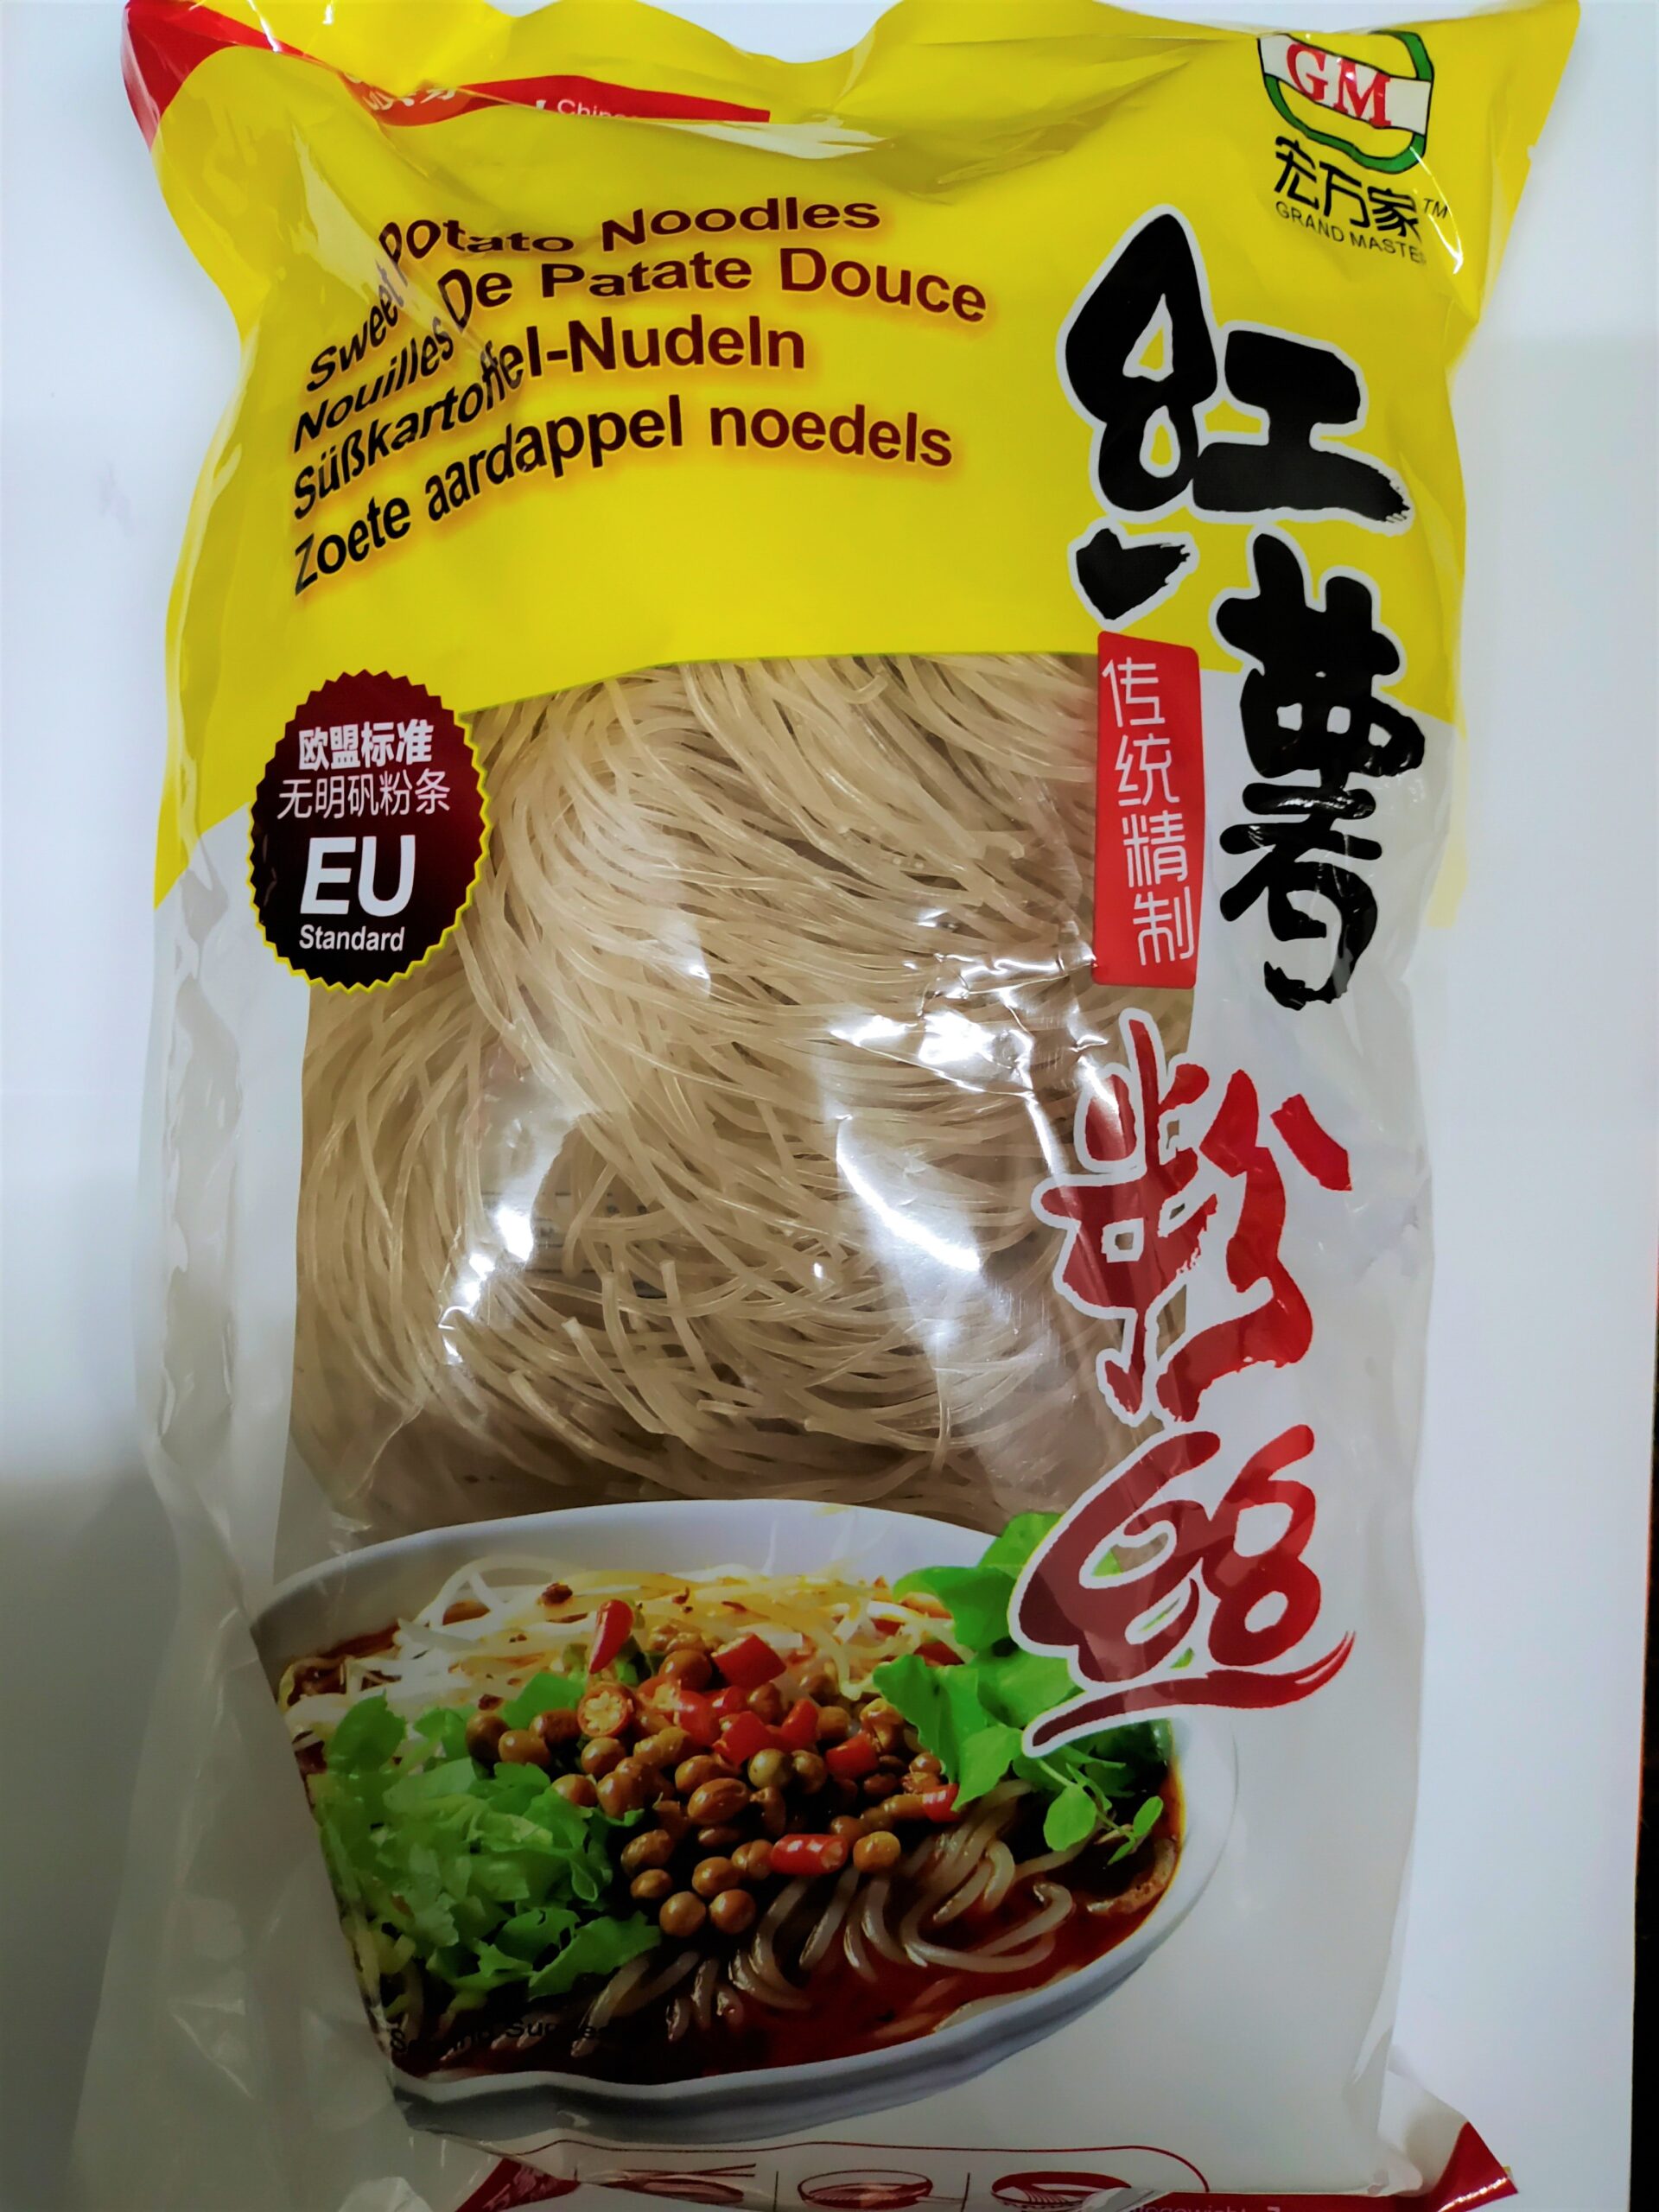 GM
宏万家
TM
GRAND MASTER
Sweet Potato Noodles
Nouilles De Patate Douce
Süßkartoffel-Nudeln
Zoete aardappel noedels
红薯
传统精制
粉丝
欧盟标准
无明矾粉条
EU
Standard